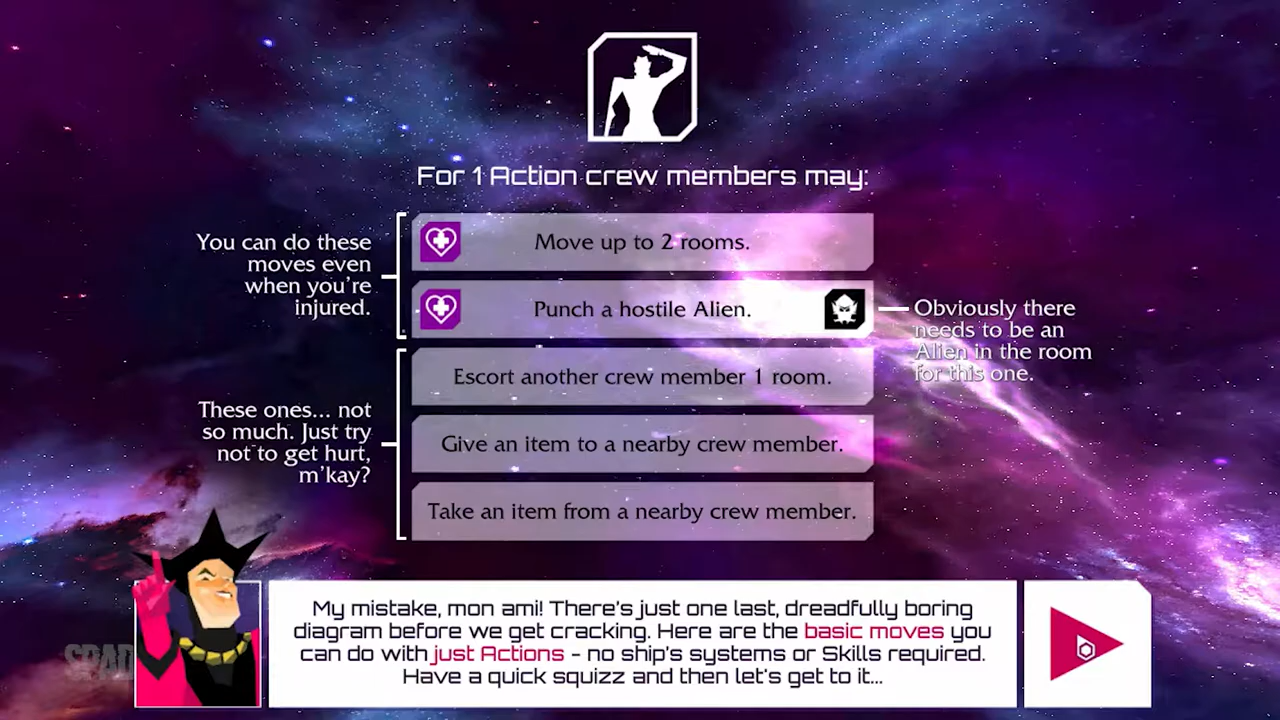 For 1 Action crew members may:
You can do these
moves even
when you're
injured.
Move up to 2 rooms.
Punch a hostile Alien.
Obviously there
needs to be an
Alien in the room
for this one.
These ones... not
so much. Just try
not to get hurt,
m'kay?
Escort another crew member 1 room.
Give an item to a nearby crew member.
Take an item from a nearby crew member.
My mistake, mon ami! There's just one last, dreadfully boring
diagram before we get cracking. Here are the basic moves you
can do with just Actions - no ship's systems or Skills required.
Have a quick squizz and then let's get to it...